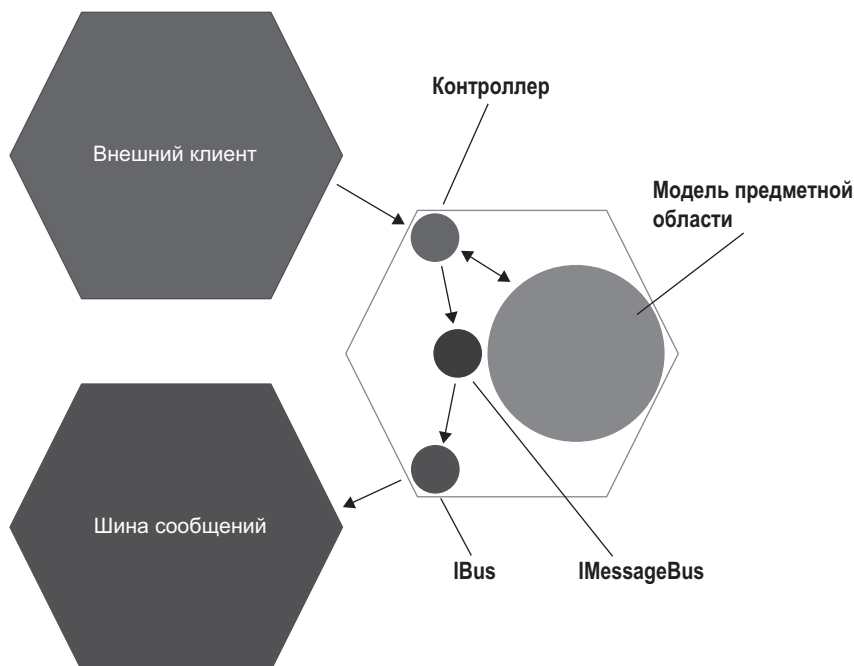 Контроллер
Внешний клиент
Модель предметной
области
Шина сообщений
IBus
IMessageBus